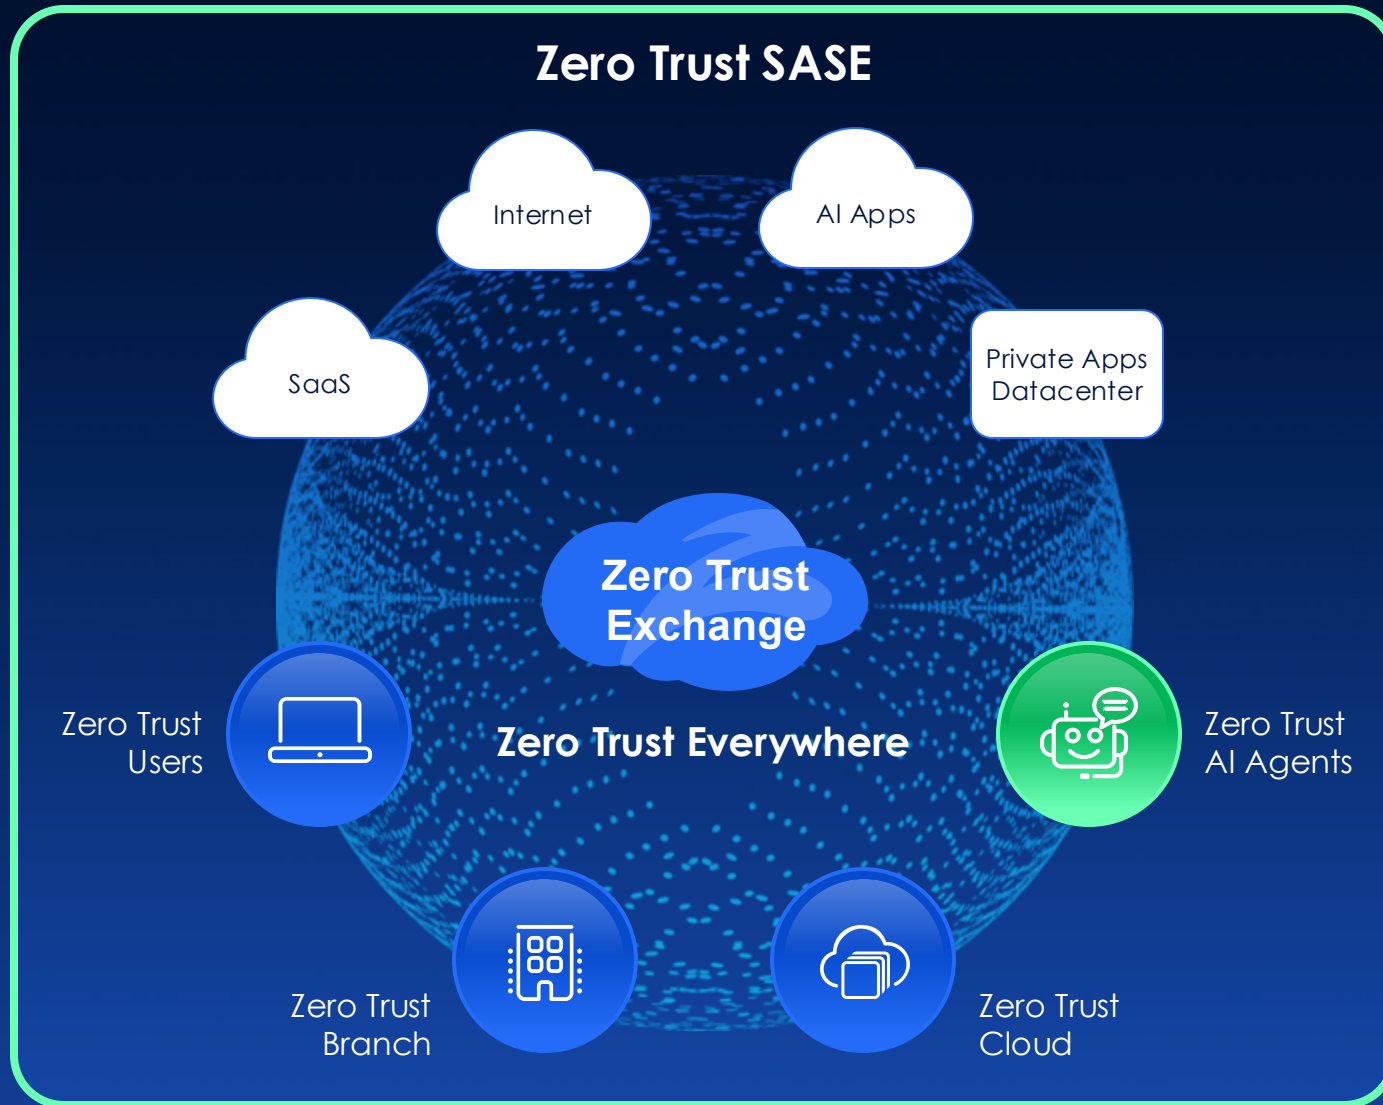 Zero Trust SASE
Internet
AI Apps
SaaS
Private Apps
Datacenter
Zero Trust
Exchange
Zero Trust
Users
Zero Trust Everywhere
Zero Trust
AI Agents
Zero Trust
Branch
Zero Trust
Cloud